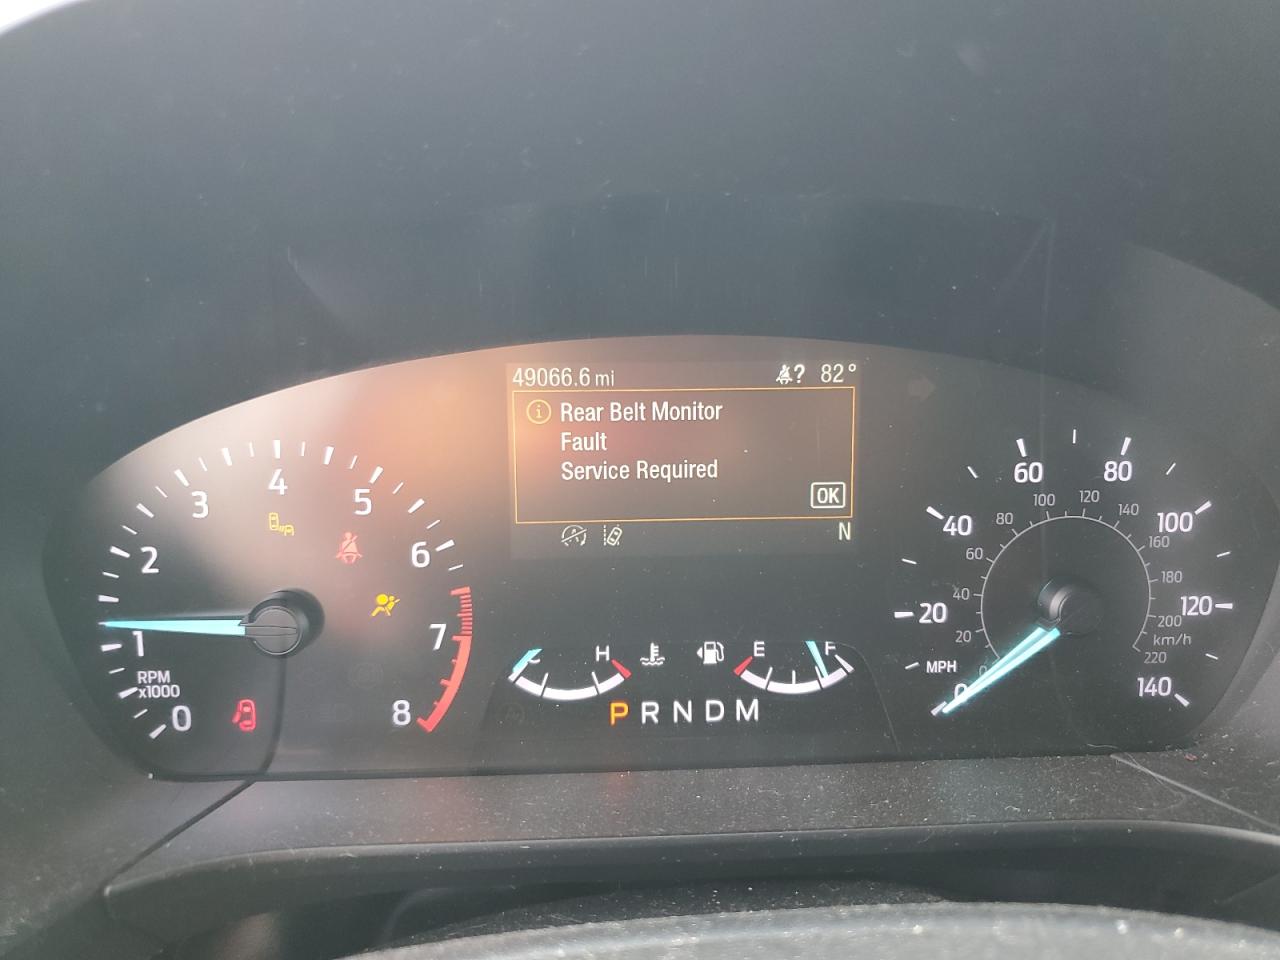 49066.6 mi ? 82°
Rear Belt Monitor
Fault
Service Required
OK
N
0
1
2
3
4
5
6
7
8
RPM
x1000
C H
E F
P R N D M
0
20
40
60
80
100
120
140
MPH
0
20
40
60
80
100
120
140
160
180
200
220
km/h